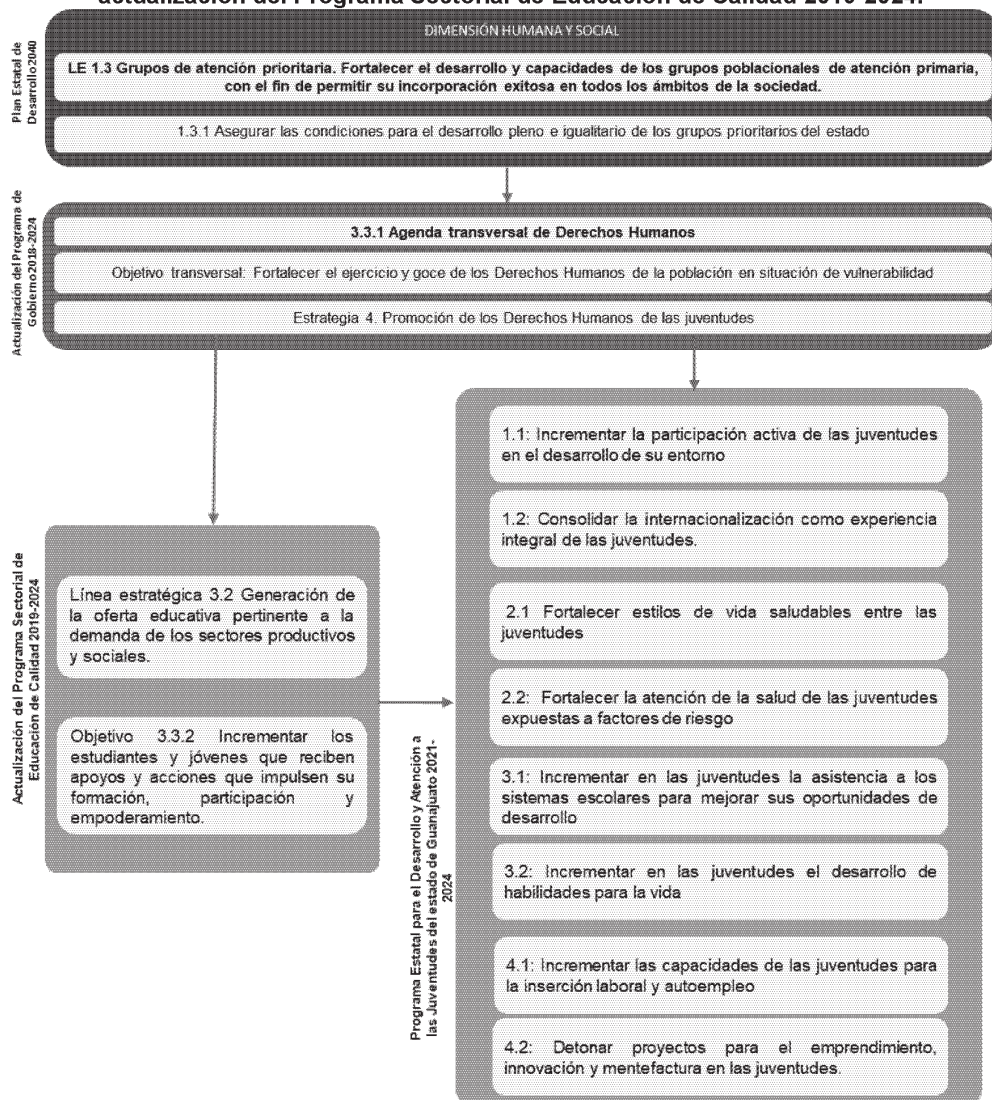 actualización del Programa Sectorial de Educación de Calidad 2019-2024.
Plan Estatal de
Desarrollo2040
DIMENSIÓN HUMANA Y SOCIAL
LE 1.3 Grupos de atención prioritaria. Fortalecer el desarrollo y capacidades de los grupos poblacionales de atención primaria,
con el fin de permitir su incorporación exitosa en todos los ámbitos de la sociedad.
1.3.1 Asegurar las condiciones para el desarrollo pleno e igualitario de los grupos prioritarios del estado
Actualización del Programa de
Gobierno2018-2024
3.3.1 Agenda transversal de Derechos Humanos
Objetivo transversal: Fortalecer el ejercicio y goce de los Derechos Humanos de la población en situación de vulnerabilidad
Estrategia 4. Promoción de los Derechos Humanos de las juventudes
Actualización del Programa Sectorial de
Educación de Calidad 2019-2024
Línea estratégica 3.2 Generación de
la oferta educativa pertinente a la
demanda de los sectores productivos
y sociales.
Objetivo 3.3.2 Incrementar los
estudiantes y jóvenes que reciben
apoyos y acciones que impulsen su
formación, participación y
empoderamiento.
Programa Estatal para el Desarrollo y Atención a
las Juventudes del estado de Guanajuato 2021-
2024
1.1: Incrementar la participación activa de las juventudes
en el desarrollo de su entorno
1.2: Consolidar la internacionalización como experiencia
integral de las juventudes.
2.1 Fortalecer estilos de vida saludables entre las
juventudes
2.2: Fortalecer la atención de la salud de las juventudes
expuestas a factores de riesgo
3.1: Incrementar en las juventudes la asistencia a los
sistemas escolares para mejorar sus oportunidades de
desarrollo
3.2: Incrementar en las juventudes el desarrollo de
habilidades para la vida
4.1: Incrementar las capacidades de las juventudes para
la inserción laboral y autoempleo
4.2: Detonar proyectos para el emprendimiento,
innovación y mentefactura en las juventudes.